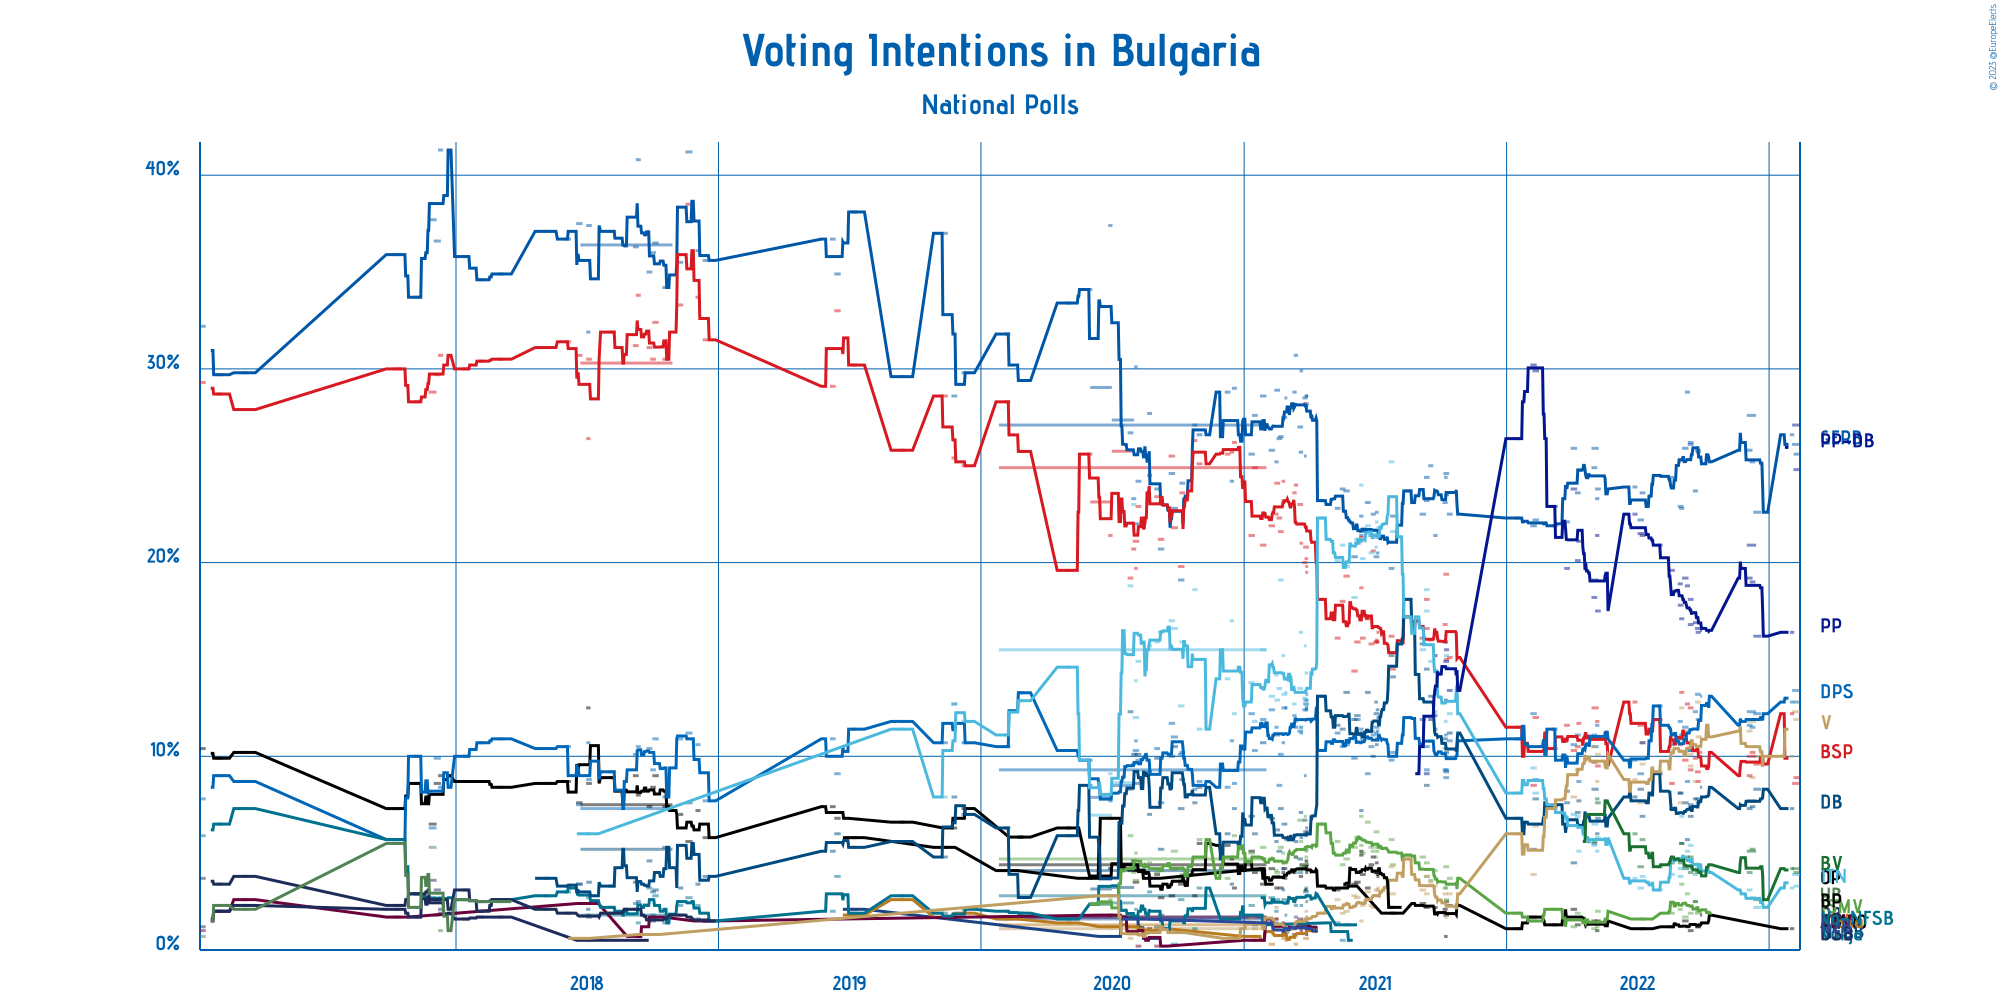 © 2023 @EuropeElects
Voting Intentions in Bulgaria
National Polls
40%
30%
20%
10%
0%
2018
2019
2020
2021
2022
PP-DB
PP
DPS
V
BSP
DB
BV